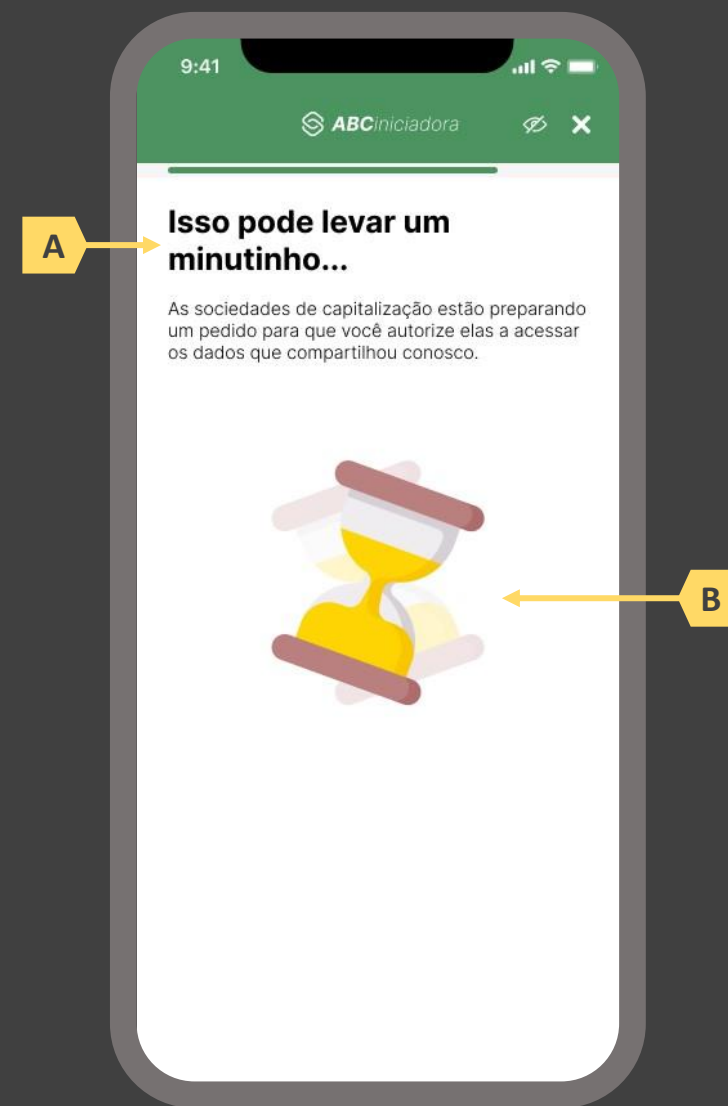 9:41
ABCiniciadora
A
Isso pode levar um
minutinho...
As sociedades de capitalização estão preparando
um pedido para que você autorize elas a acessar
os dados que compartilhou conosco.
B